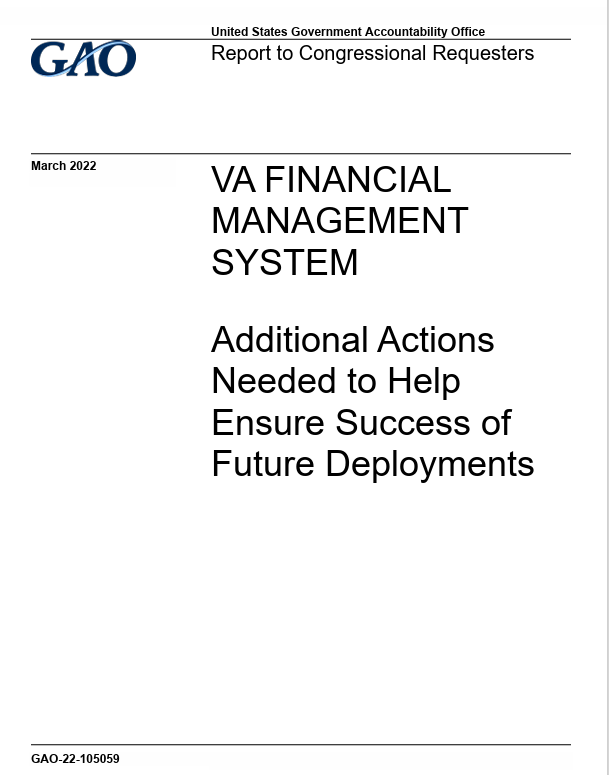 United States Government Accountability Office
GAO
Report to Congressional Requesters
March 2022
VA FINANCIAL
MANAGEMENT
SYSTEM
Additional Actions
Needed to Help
Ensure Success of
Future Deployments
GAO-22-105059